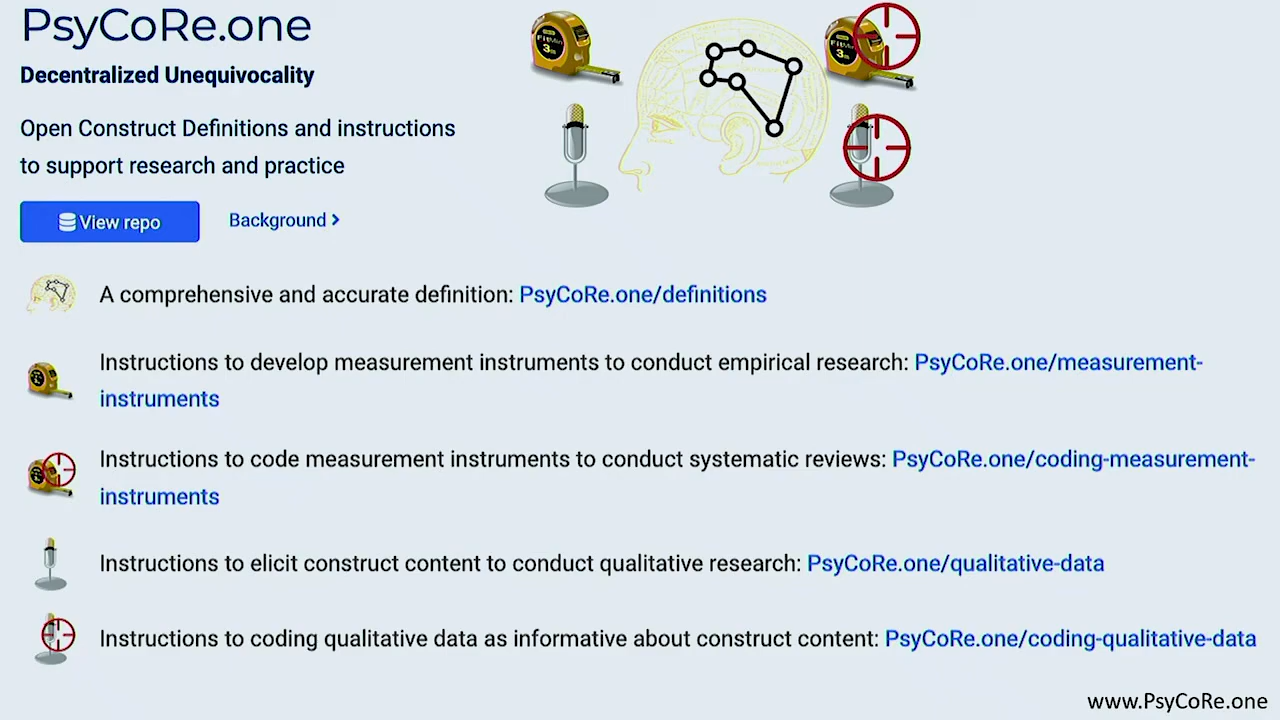 PsyCoRe.one
Decentralized Unequivocality
Open Construct Definitions and instructions
to support research and practice
View repo
Background
A comprehensive and accurate definition: PsyCoRe.one/definitions
Instructions to develop measurement instruments to conduct empirical research: PsyCoRe.one/measurement-
instruments
Instructions to code measurement instruments to conduct systematic reviews: PsyCoRe.one/coding-measurement-
instruments
Instructions to elicit construct content to conduct qualitative research: PsyCoRe.one/qualitative-data
Instructions to coding qualitative data as informative about construct content: PsyCoRe.one/coding-qualitative-data
www.PsyCoRe.one